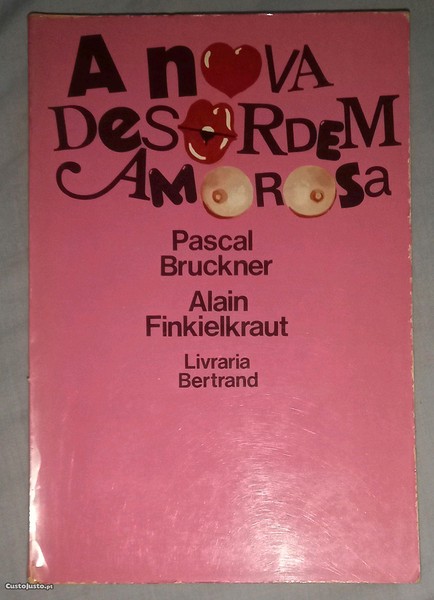 A nOVA
DeSORDEM
AMOROSa
Pascal
Bruckner
Alain
Finkielkraut
Livraria
Bertrand
CustoJusto.pt